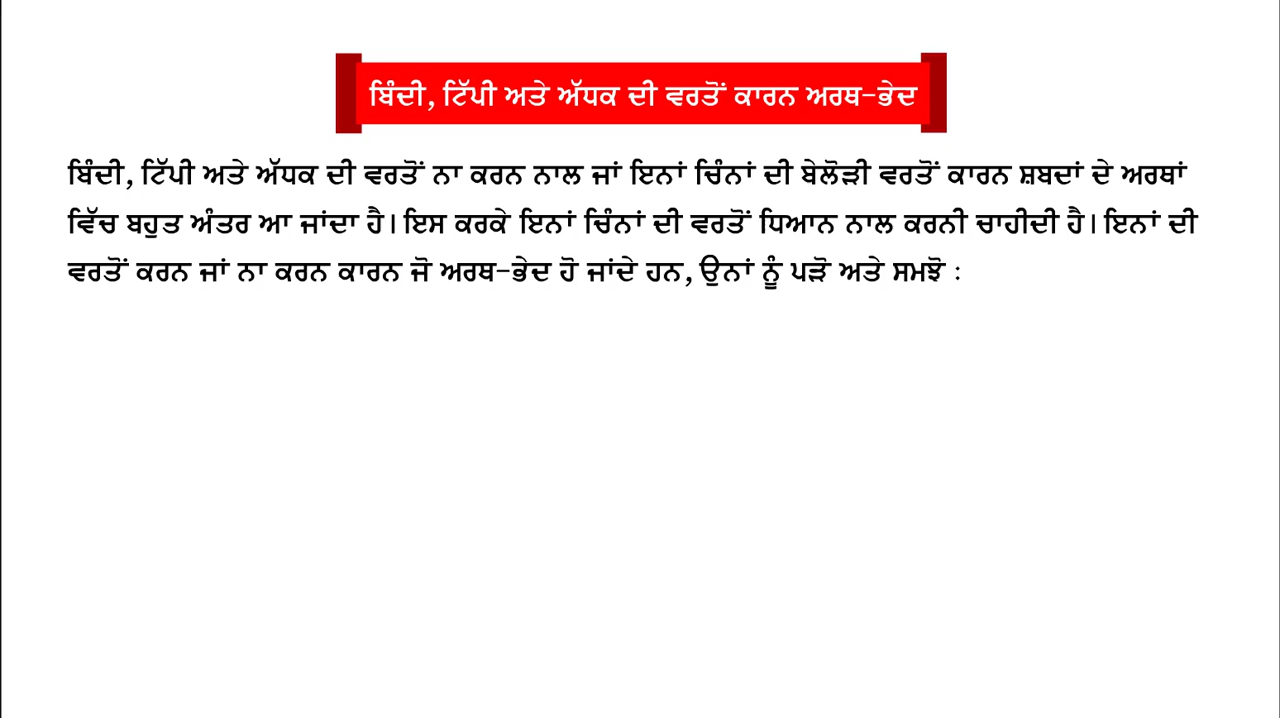 ਬਿੰਦੀ, ਟਿੱਪੀ ਅਤੇ ਅੱਧਕ ਦੀ ਵਰਤੋਂ ਕਾਰਨ ਅਰਥ-ਭੇਦ
ਬਿੰਦੀ, ਟਿੱਪੀ ਅਤੇ ਅੱਧਕ ਦੀ ਵਰਤੋਂ ਨਾ ਕਰਨ ਨਾਲ ਜਾਂ ਇਨਾਂ ਚਿੰਨਾਂ ਦੀ ਬੇਲੋੜੀ ਵਰਤੋਂ ਕਾਰਨ ਸ਼ਬਦਾਂ ਦੇ ਅਰਥਾਂ
ਵਿੱਚ ਬਹੁਤ ਅੰਤਰ ਆ ਜਾਂਦਾ ਹੈ। ਇਸ ਕਰਕੇ ਇਨਾਂ ਚਿੰਨਾਂ ਦੀ ਵਰਤੋਂ ਧਿਆਨ ਨਾਲ ਕਰਨੀ ਚਾਹੀਦੀ ਹੈ। ਇਨਾਂ ਦੀ
ਵਰਤੋਂ ਕਰਨ ਜਾਂ ਨਾ ਕਰਨ ਕਾਰਨ ਜੋ ਅਰਥ-ਭੇਦ ਹੋ ਜਾਂਦੇ ਹਨ, ਉਨਾਂ ਨੂੰ ਪੜੋ ਅਤੇ ਸਮਝੋ :